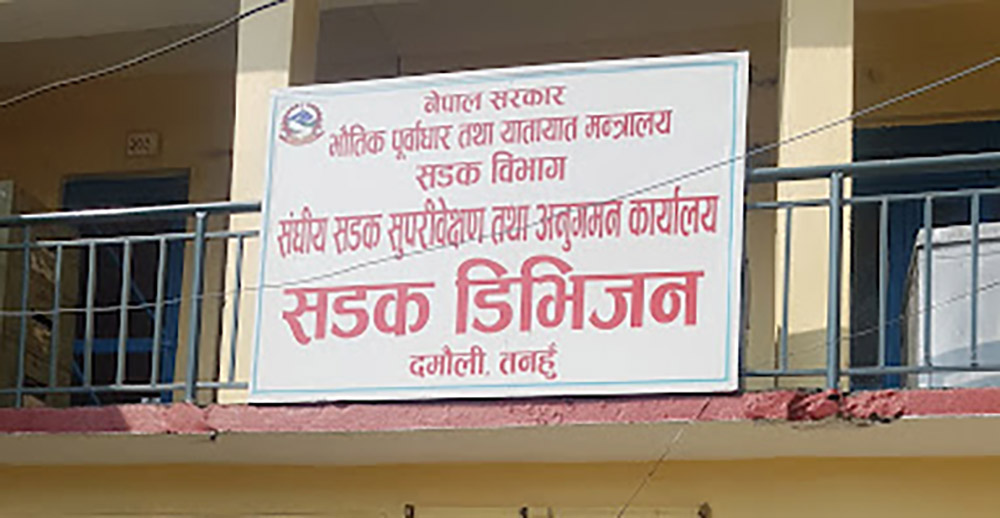 नेपाल सरकार
भौतिक पूर्वाधार तथा यातायात मन्त्रालय
सडक विभाग
संघीय सडक सुपरीवेक्षण तथा अनुगमन कार्यालय
सडक डिभिजन
दमौली, तनहुँ